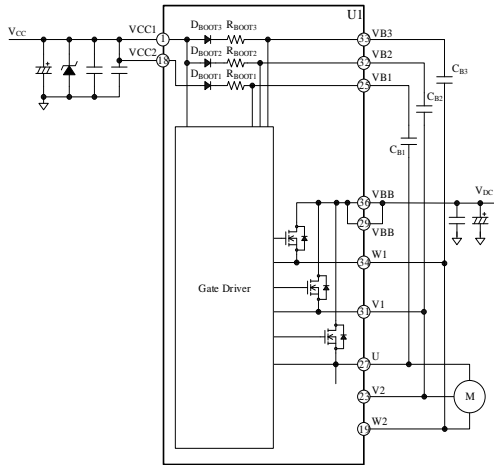 U1
VCC
VCC1
1
DBOOT3
RBOOT3
33
VB3
VCC2
18
DBOOT2
RBOOT2
32
VB2
DBOOT1
RBOOT1
25
VB1
CB3
CB2
CB1
36
VBB
VDC
29
VBB
34
W1
Gate Driver
31
V1
27
U
23
V2
M
19
W2